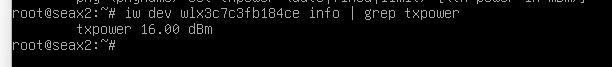 root@seax2:~# iw dev wlx3c7c3fb184ce info | grep txpower
txpower 16.00 dBm
root@seax2:~#